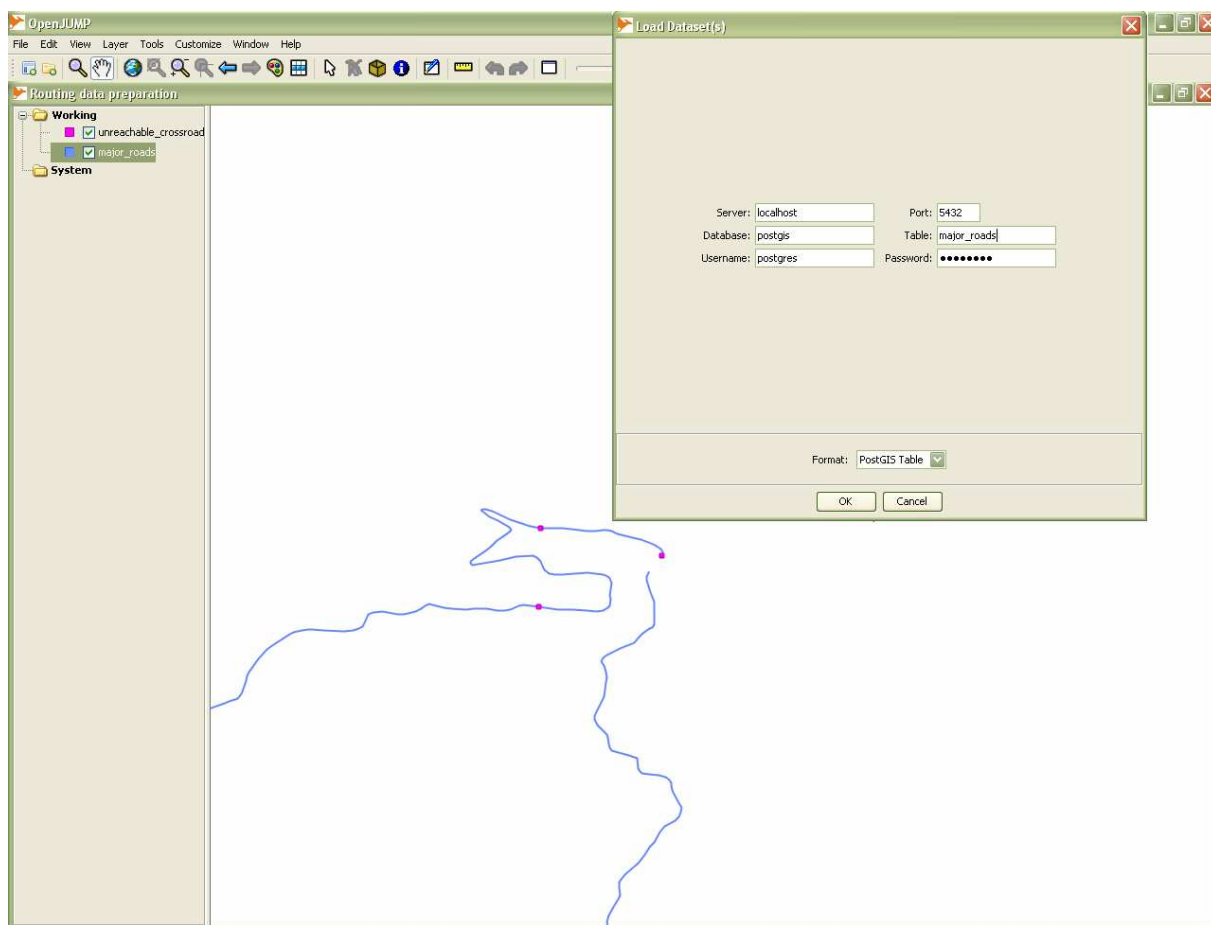 OpenJUMP
File Edit View Layer Tools Customize Window Help
Routing data preparation
Working
unreachable_crossroad
major_roads
System
Load Dataset(s)
Server: localhost Port: 5432
Database: postgis Table: major_roads
Username: postgres Password: ●●●●●●●●
Format: PostGIS Table
OK Cancel